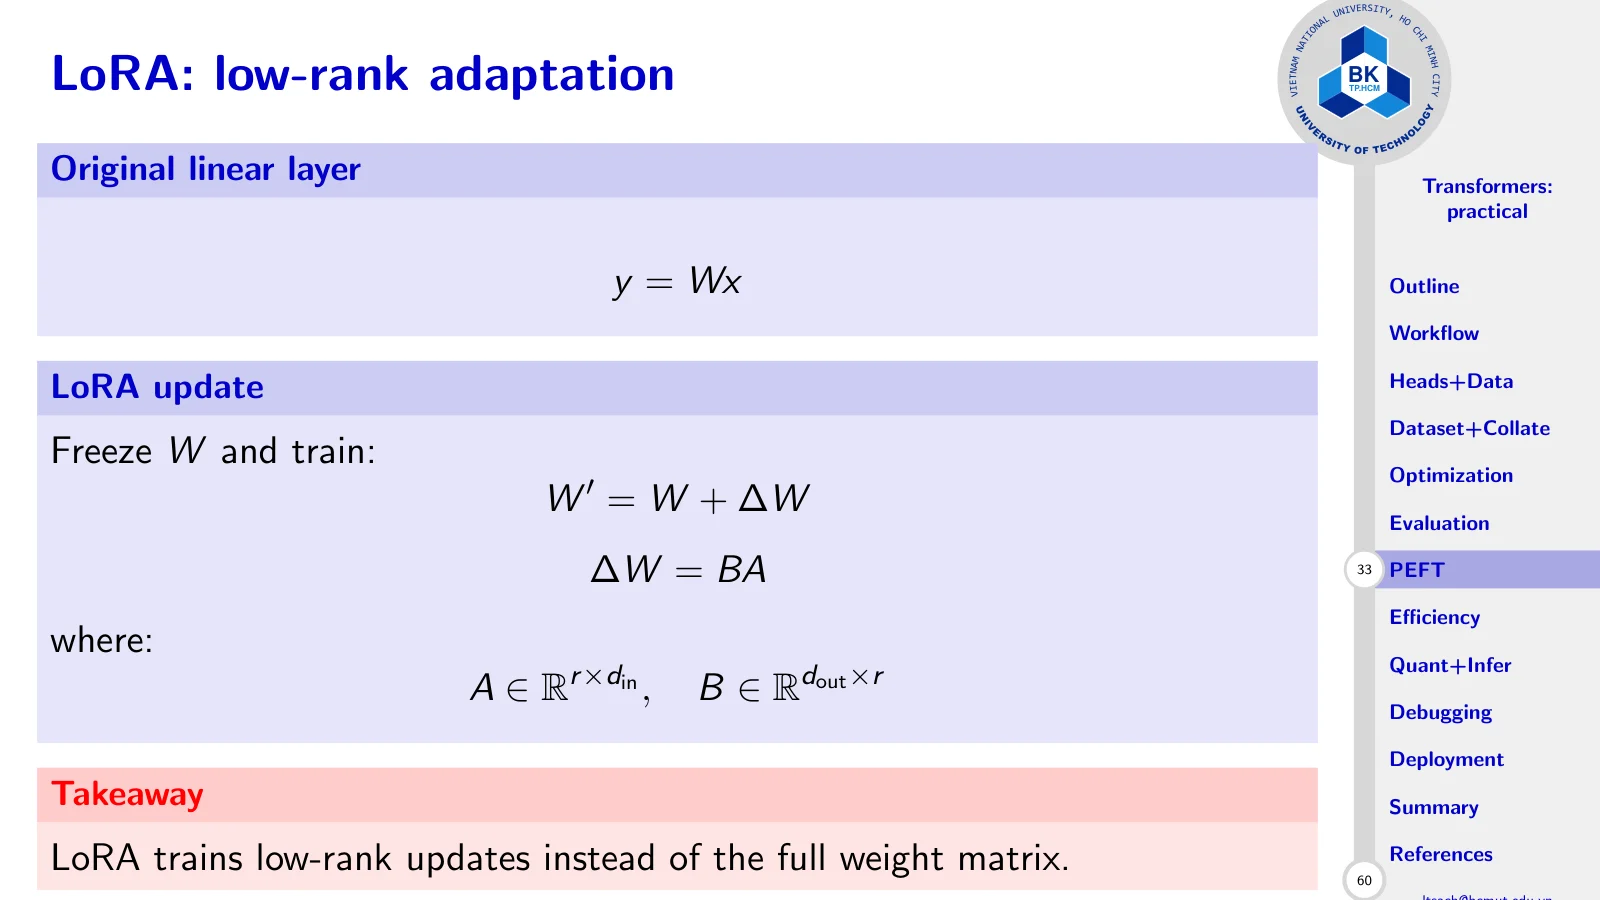 LoRA: low-rank adaptation
Original linear layer
y = Wx
LoRA update
Freeze W and train:
W′ = W + ΔW
ΔW = BA
where:
A ∈ ℝ^{r×d_in},   B ∈ ℝ^{d_out×r}
Takeaway
LoRA trains low-rank updates instead of the full weight matrix.
VIETNAM NATIONAL UNIVERSITY, HO CHI MINH CITY
BK
TP.HCM
UNIVERSITY OF TECHNOLOGY
Transformers:
practical
Outline
Workflow
Heads+Data
Dataset+Collate
Optimization
Evaluation
33 PEFT
Efficiency
Quant+Infer
Debugging
Deployment
Summary
References
60